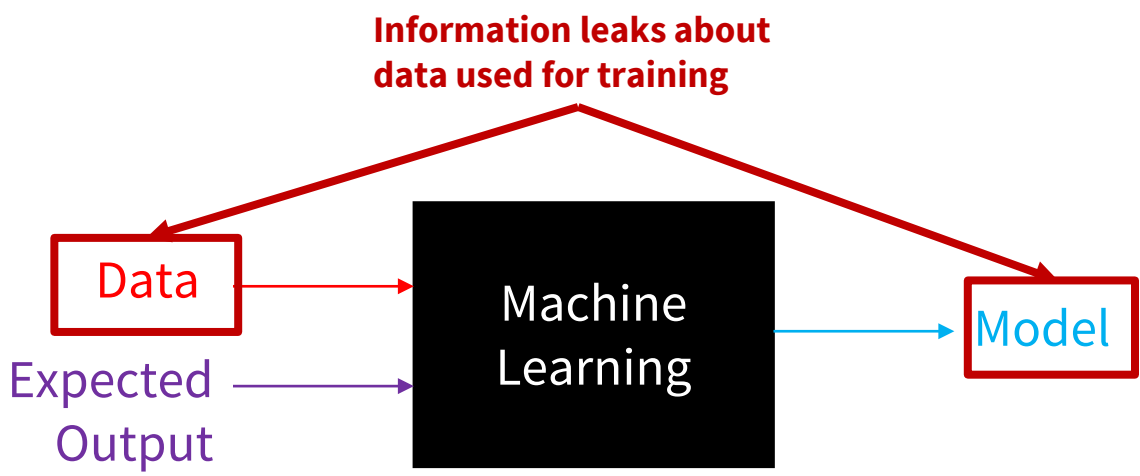 Information leaks about
data used for training
Data
Machine
Learning
Model
Expected
Output